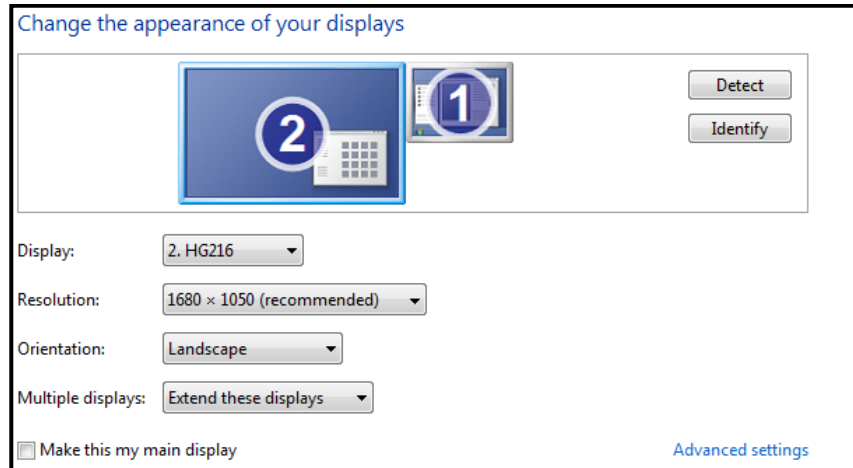 Change the appearance of your displays
2
1
Detect
Identify
Display: 2. HG216
Resolution: 1680 × 1050 (recommended)
Orientation: Landscape
Multiple displays: Extend these displays
Make this my main display
Advanced settings